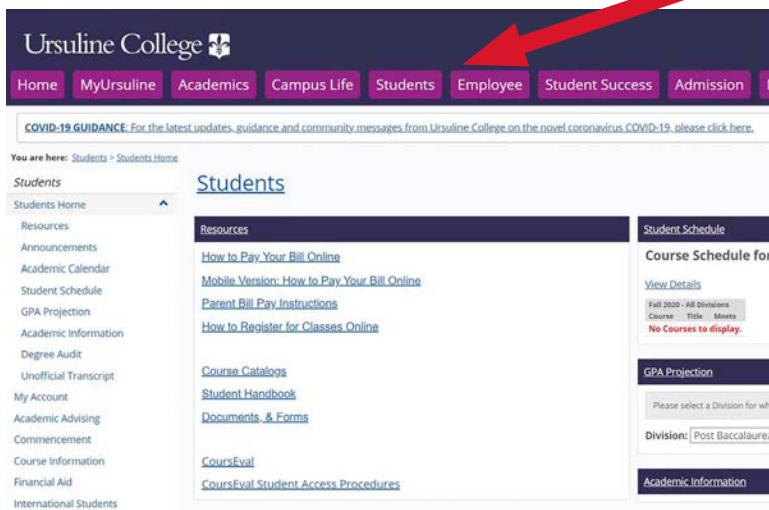 Ursuline College
Home MyUrsuline Academics Campus Life Students Employee Student Success Admission
COVID-19 GUIDANCE: For the latest updates, guidance and community messages from Ursuline College on the novel coronavirus COVID-19, please click here.
You are here: Students > Students Home
Students
Students Home
Resources
Announcements
Academic Calendar
Student Schedule
GPA Projection
Academic Information
Degree Audit
Unofficial Transcript
My Account
Academic Advising
Commencement
Course Information
Financial Aid
International Students
Students
Resources
How to Pay Your Bill Online
Mobile Version: How to Pay Your Bill Online
Parent Bill Pay Instructions
How to Register for Classes Online
Course Catalogs
Student Handbook
Documents, & Forms
CoursEval
CoursEval Student Access Procedures
Student Schedule
Course Schedule for
View Details
Fall 2020 - All Divisions
Course Title Meets
No Courses to display.
GPA Projection
Please select a Division for
Division: Post
Academic Information